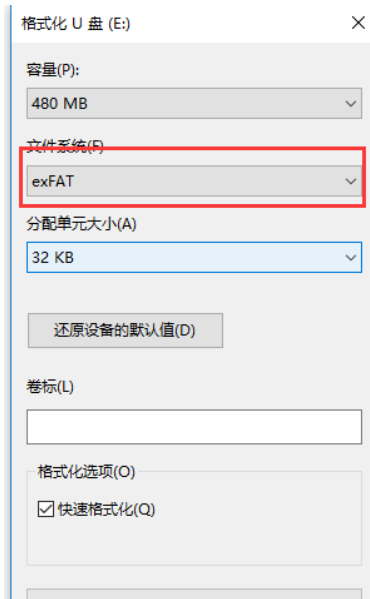 格式化 U 盘 (E:)
容量(P):
480 MB
文件系统(F)
exFAT
分配单元大小(A)
32 KB
还原设备的默认值(D)
卷标(L)
格式化选项(O)
快速格式化(Q)